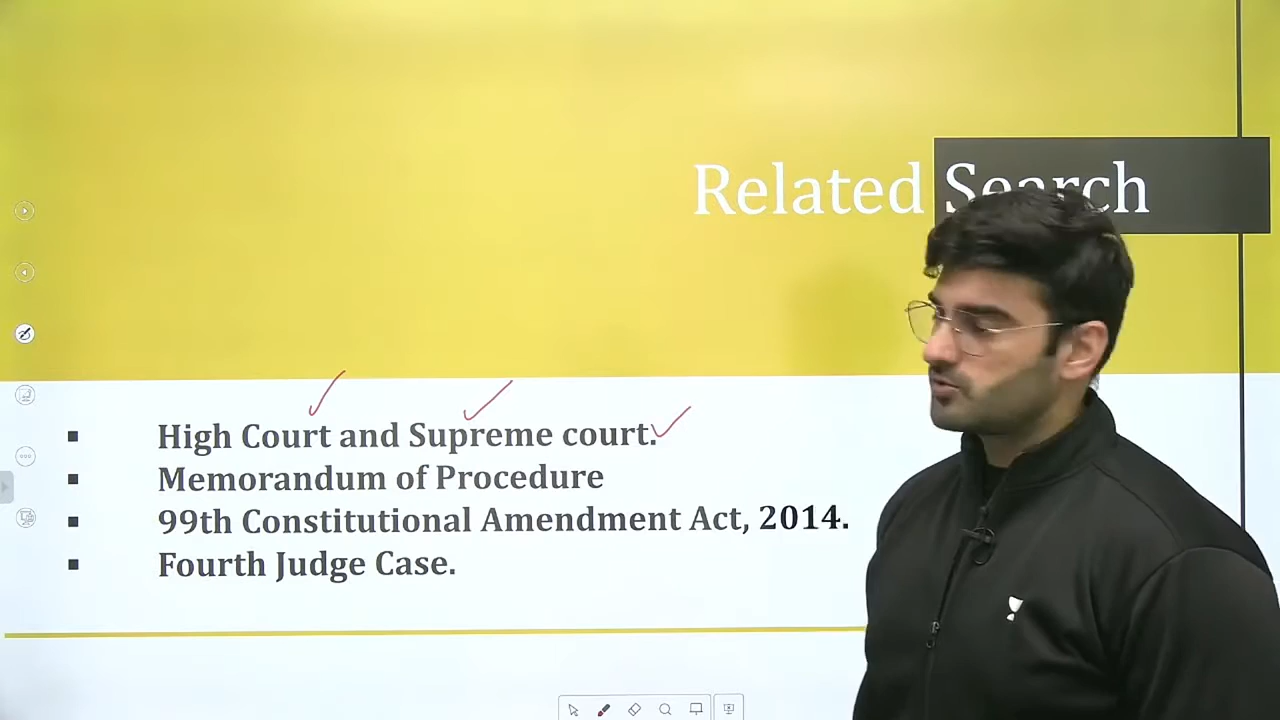 Related Search
High Court and Supreme court.
Memorandum of Procedure
99th Constitutional Amendment Act, 2014.
Fourth Judge Case.